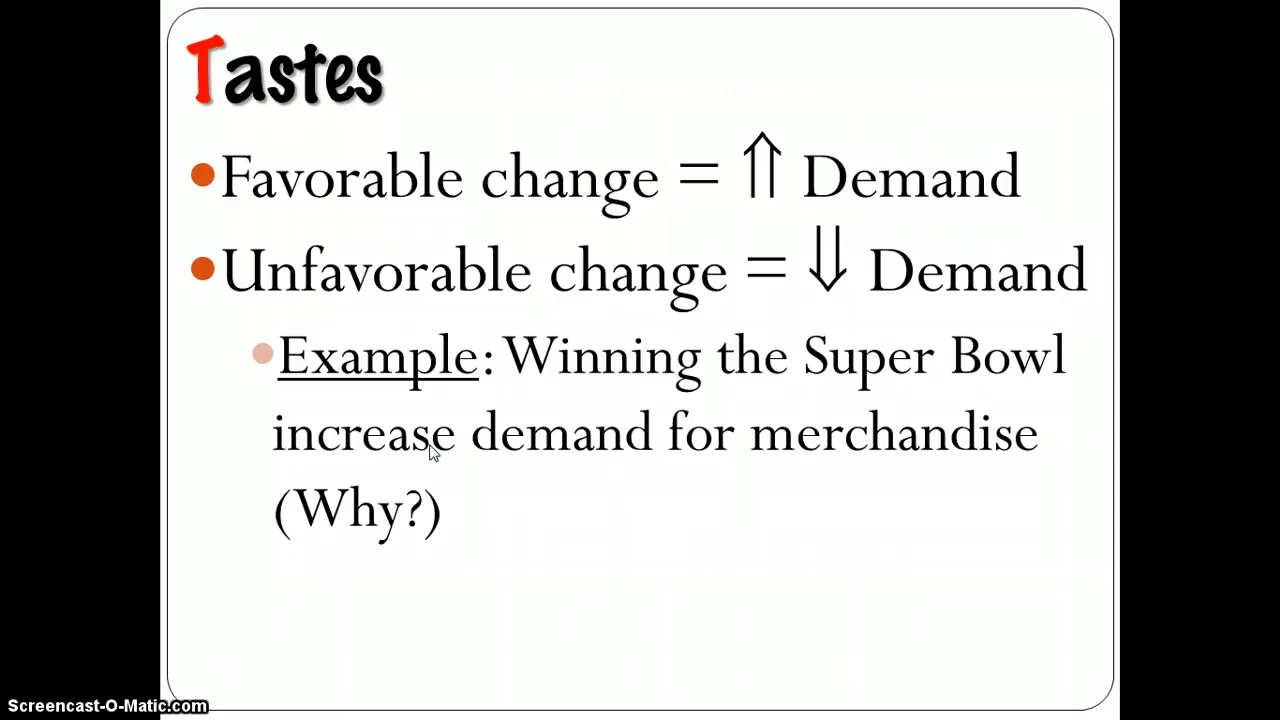 Tastes
•Favorable change = ⇑ Demand
•Unfavorable change = ⇓ Demand
•Example: Winning the Super Bowl
increase demand for merchandise
(Why?)
Screencast-O-Matic.com